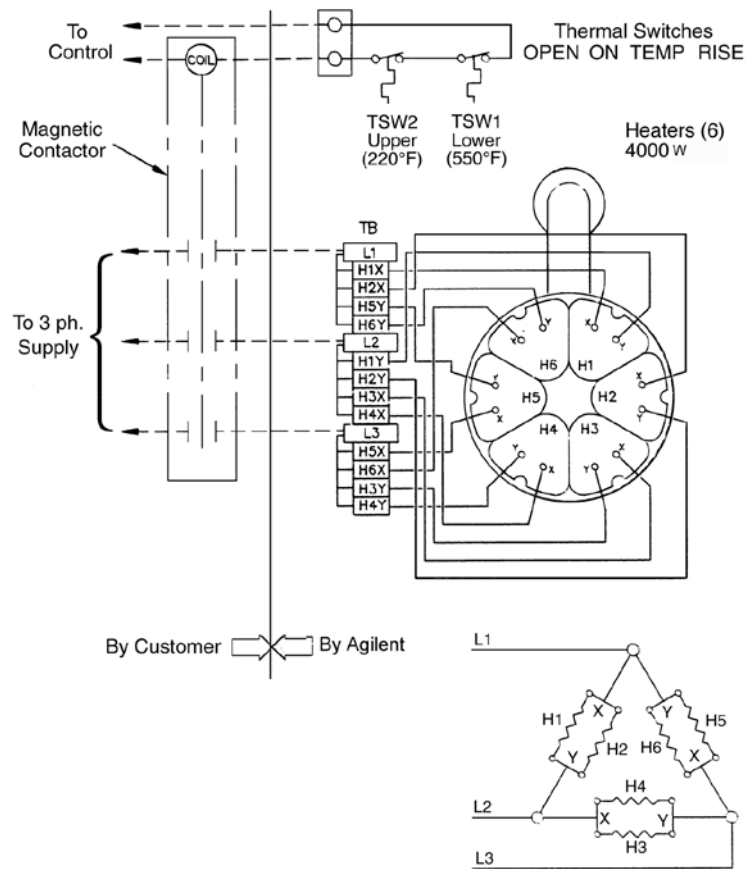 To
Control
COIL
Thermal Switches
OPEN ON TEMP RISE
TSW2
Upper
(220°F)
TSW1
Lower
(550°F)
Heaters (6)
4000 W
Magnetic
Contactor
TB
L1
H1X
H2X
H5Y
H6Y
L2
H1Y
H2Y
H3X
H4X
L3
H5X
H6X
H3Y
H4Y
To 3 ph.
Supply
Y X
X Y
H6 H1
Y X
H5 H2
X Y
H4 H3
Y X
X Y
By Customer
By Agilent
L1
H1 X Y H5
Y H2 H6 X
H4
L2
X Y
H3
L3